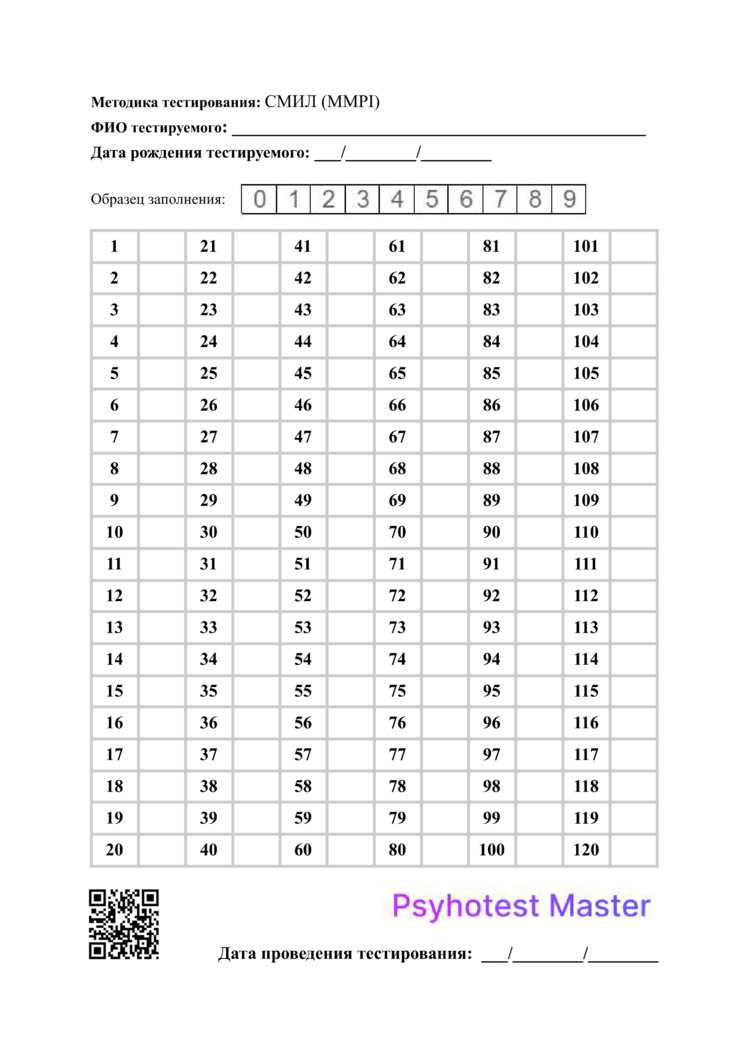 Методика тестирования: СМИЛ (MMPI)
ФИО тестируемого: ________________________________________________
Дата рождения тестируемого: ___/________/________
Образец заполнения: 0 1 2 3 4 5 6 7 8 9
1 21 41 61 81 101
2 22 42 62 82 102
3 23 43 63 83 103
4 24 44 64 84 104
5 25 45 65 85 105
6 26 46 66 86 106
7 27 47 67 87 107
8 28 48 68 88 108
9 29 49 69 89 109
10 30 50 70 90 110
11 31 51 71 91 111
12 32 52 72 92 112
13 33 53 73 93 113
14 34 54 74 94 114
15 35 55 75 95 115
16 36 56 76 96 116
17 37 57 77 97 117
18 38 58 78 98 118
19 39 59 79 99 119
20 40 60 80 100 120
Psyhotest Master
Дата проведения тестирования: ___/________/________